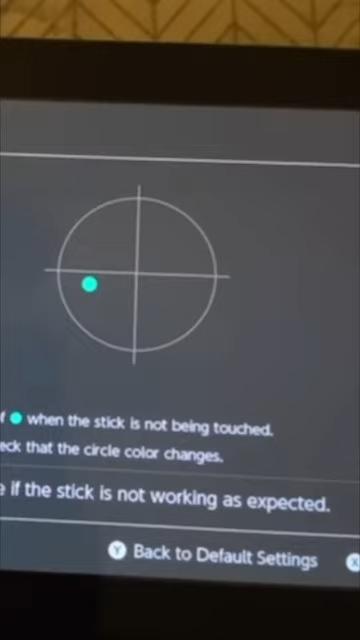 when the stick is not being touched.
eck that the circle color changes.
if the stick is not working as expected.
Y Back to Default Settings
X